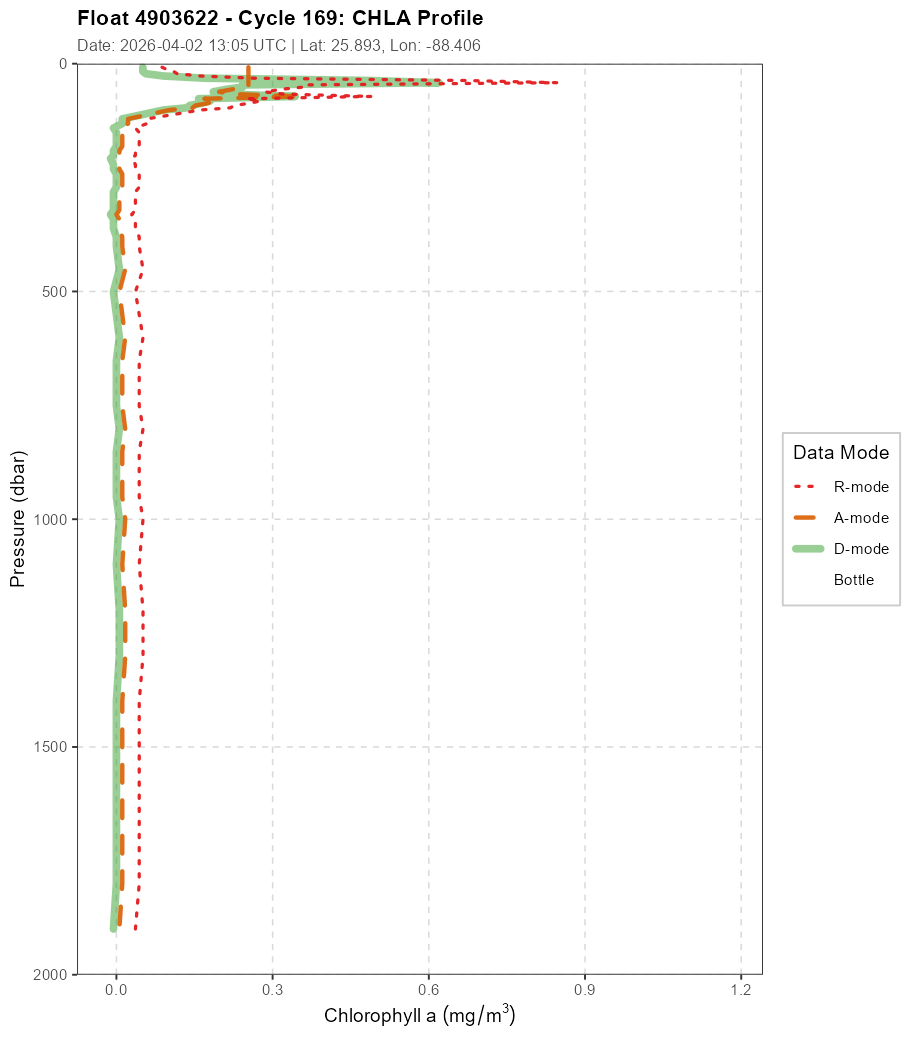 Float 4903622 - Cycle 169: CHLA Profile
Date: 2026-04-02 13:05 UTC | Lat: 25.893, Lon: -88.406
0
500
1000
1500
2000
Pressure (dbar)
0.0 0.3 0.6 0.9 1.2
Chlorophyll a (mg/m³)
Data Mode
R-mode
A-mode
D-mode
Bottle